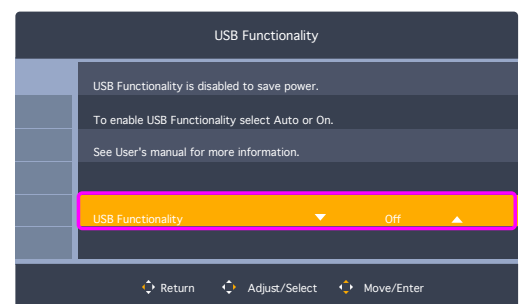 USB Functionality
USB Functionality is disabled to save power.
To enable USB Functionality select Auto or On.
See User's manual for more information.
USB Functionality Off
Return Adjust/Select Move/Enter